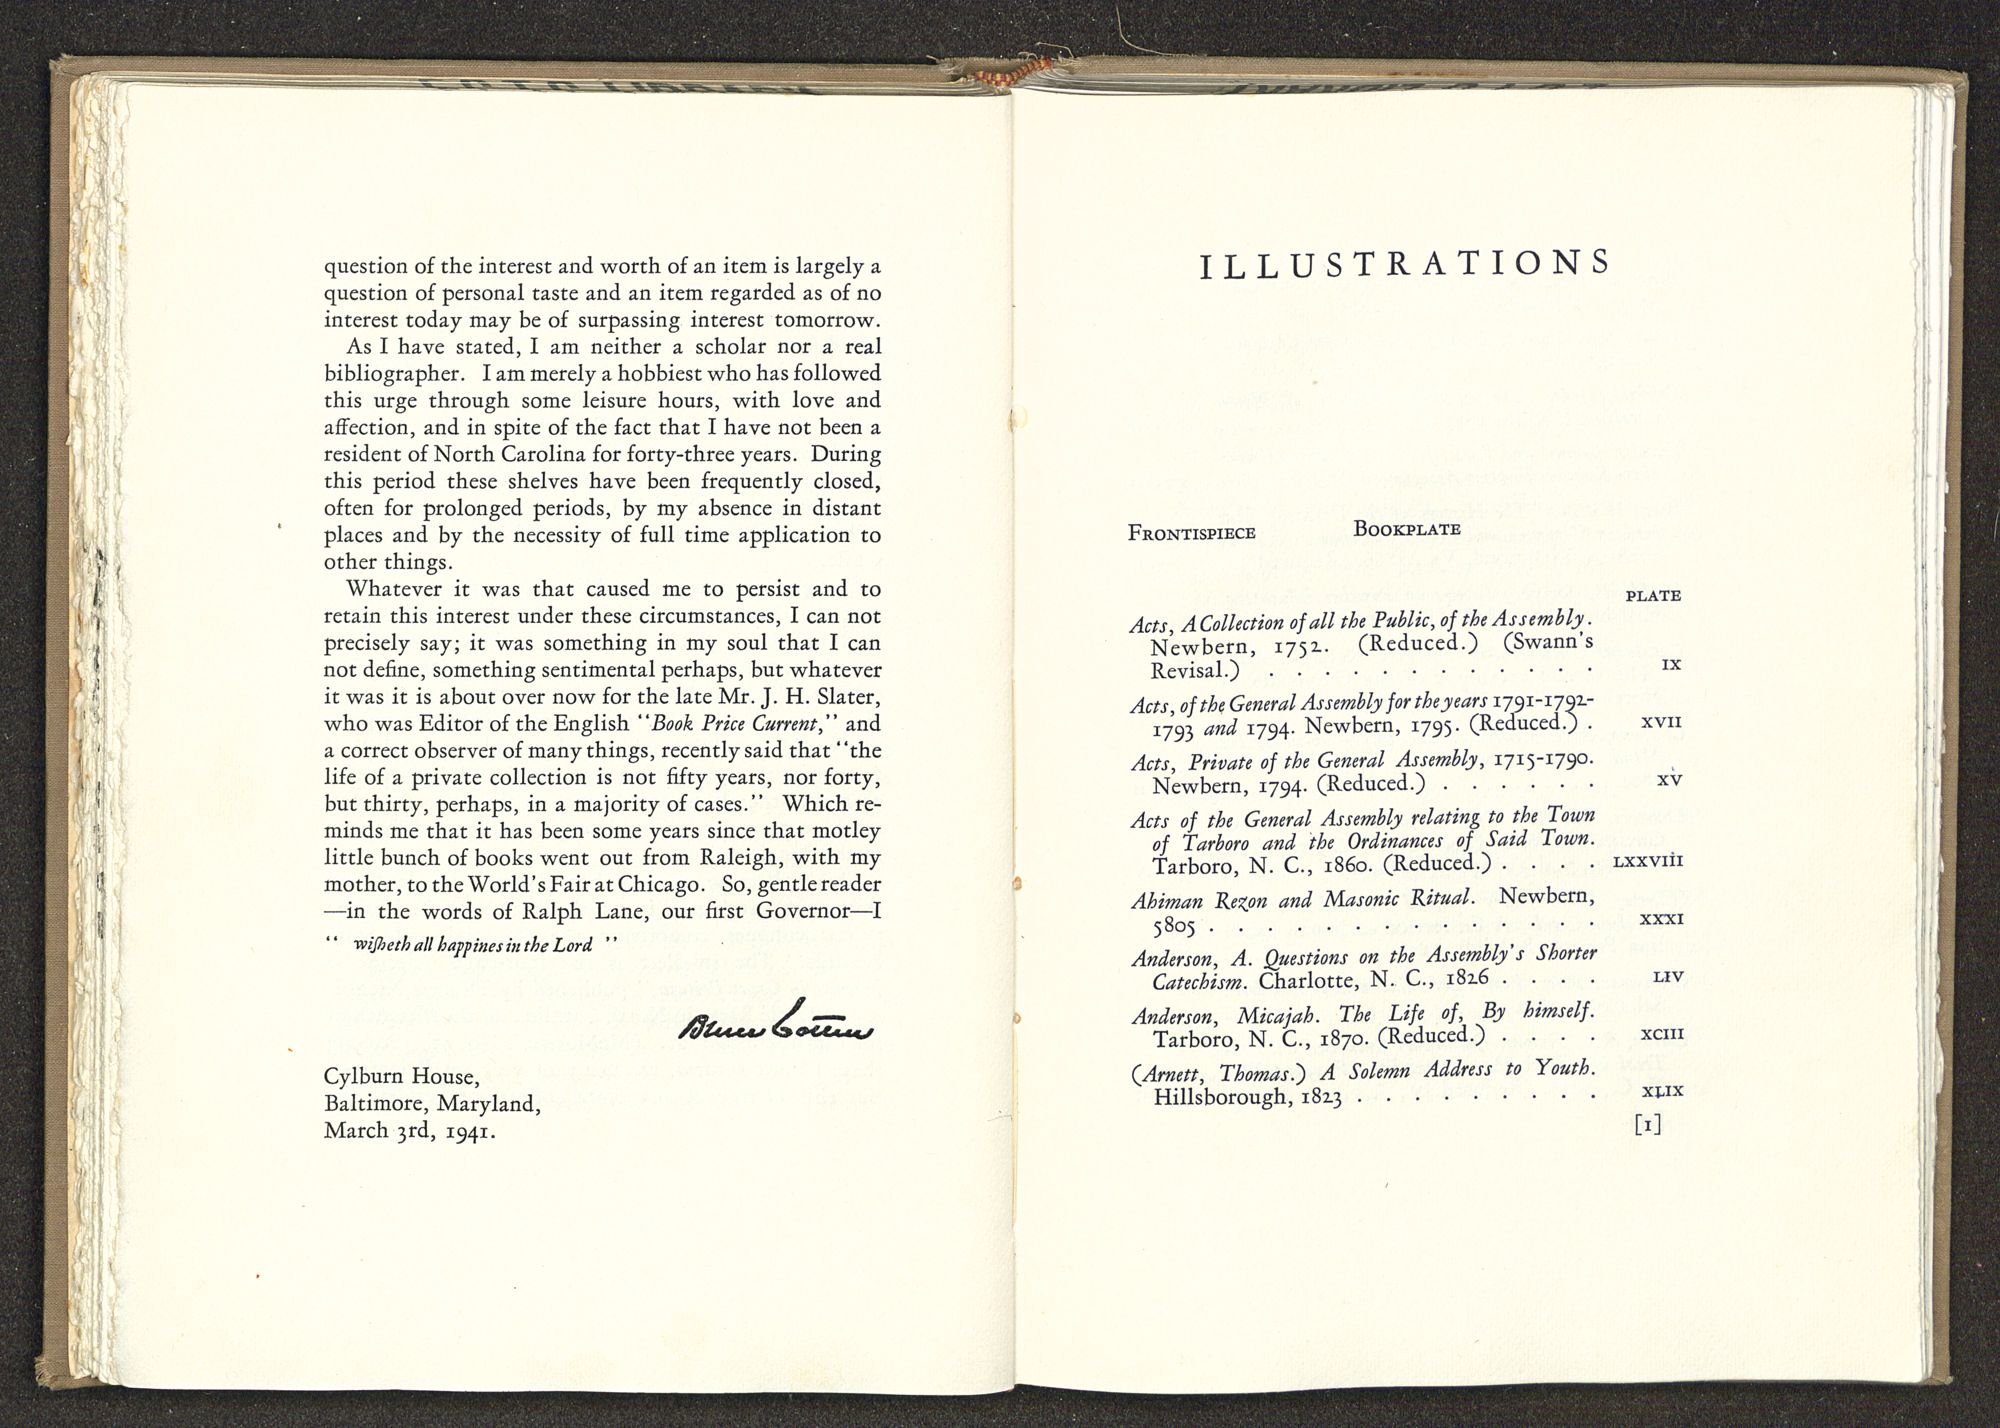 question of the interest and worth of an item is largely a
question of personal taste and an item regarded as of no
interest today may be of surpassing interest tomorrow.
As I have stated, I am neither a scholar nor a real
bibliographer. I am merely a hobbiest who has followed
this urge through some leisure hours, with love and
affection, and in spite of the fact that I have not been a
resident of North Carolina for forty-three years. During
this period these shelves have been frequently closed,
often for prolonged periods, by my absence in distant
places and by the necessity of full time application to
other things.
Whatever it was that caused me to persist and to
retain this interest under these circumstances, I can not
precisely say; it was something in my soul that I can
not define, something sentimental perhaps, but whatever
it was it is about over now for the late Mr. J. H. Slater,
who was Editor of the English "Book Price Current," and
a correct observer of many things, recently said that "the
life of a private collection is not fifty years, nor forty,
but thirty, perhaps, in a majority of cases." Which re-
minds me that it has been some years since that motley
little bunch of books went out from Raleigh, with my
mother, to the World's Fair at Chicago. So, gentle reader
—in the words of Ralph Lane, our first Governor—I
" wiſheth all happines in the Lord "
Bruce Cotten
Cylburn House,
Baltimore, Maryland,
March 3rd, 1941.
ILLUSTRATIONS
FRONTISPIECE BOOKPLATE
PLATE
Acts, A Collection of all the Public, of the Assembly.
Newbern, 1752. (Reduced.) (Swann's
Revisal.) . . . . . . . . . . . . IX
Acts, of the General Assembly for the years 1791-1792-
1793 and 1794. Newbern, 1795. (Reduced.) . XVII
Acts, Private of the General Assembly, 1715-1790.
Newbern, 1794. (Reduced.) . . . . . . XV
Acts of the General Assembly relating to the Town
of Tarboro and the Ordinances of Said Town.
Tarboro, N. C., 1860. (Reduced.) . . . . LXXVIII
Ahiman Rezon and Masonic Ritual. Newbern,
5805 . . . . . . . . . . . . . . XXXI
Anderson, A. Questions on the Assembly's Shorter
Catechism. Charlotte, N. C., 1826 . . . . LIV
Anderson, Micajah. The Life of, By himself.
Tarboro, N. C., 1870. (Reduced.) . . . . XCIII
(Arnett, Thomas.) A Solemn Address to Youth.
Hillsborough, 1823 . . . . . . . . . XLIX
[1]